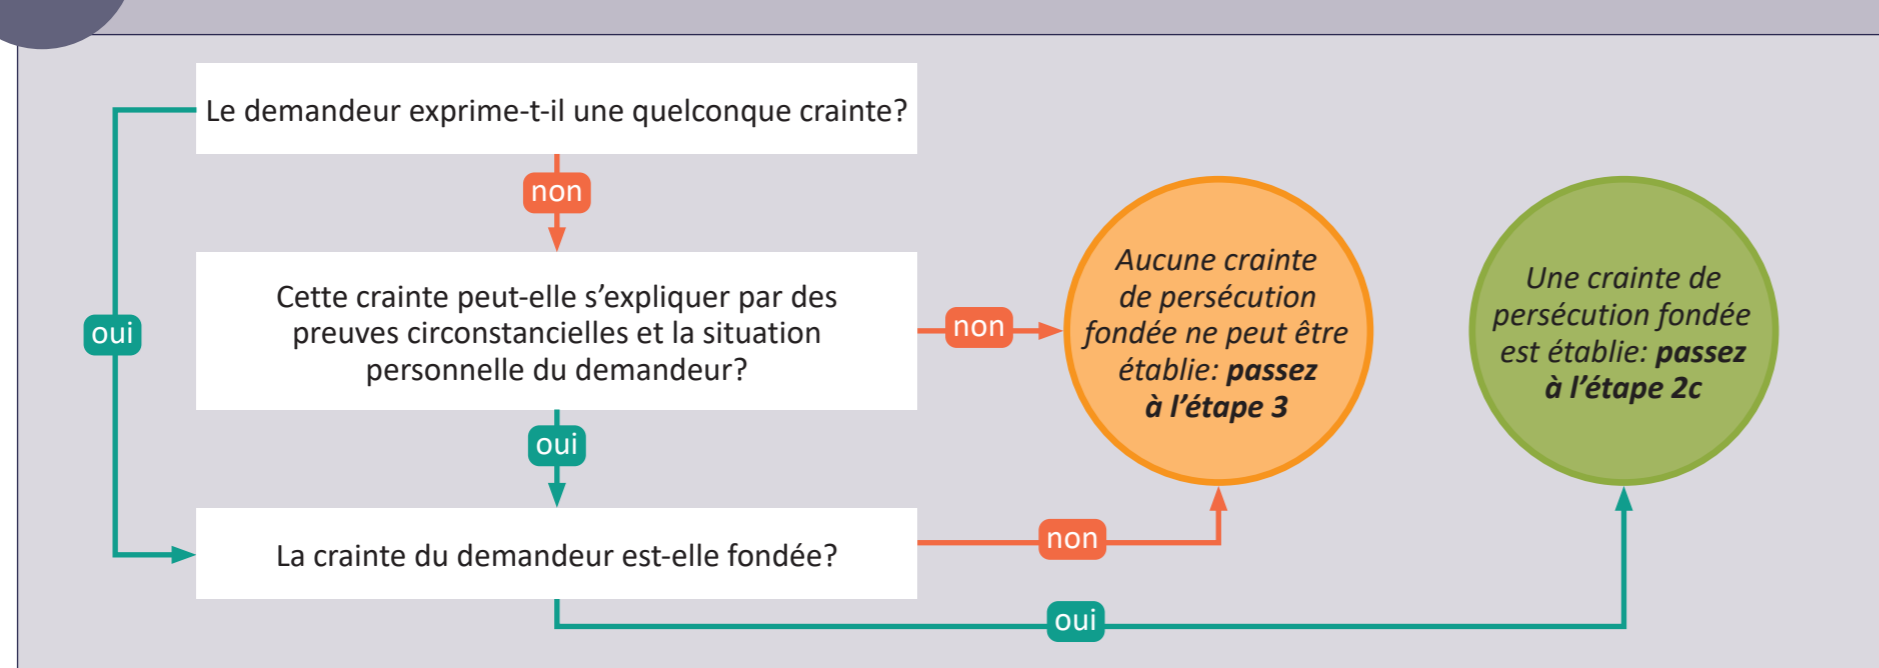 Le demandeur exprime-t-il une quelconque crainte?
non
Cette crainte peut-elle s’expliquer par des
preuves circonstancielles et la situation
personnelle du demandeur?
oui
non
oui
La crainte du demandeur est-elle fondée?
non
oui
Aucune crainte
de persécution
fondée ne peut être
établie: passez
à l’étape 3
Une crainte de
persécution fondée
est établie: passez
à l’étape 2c